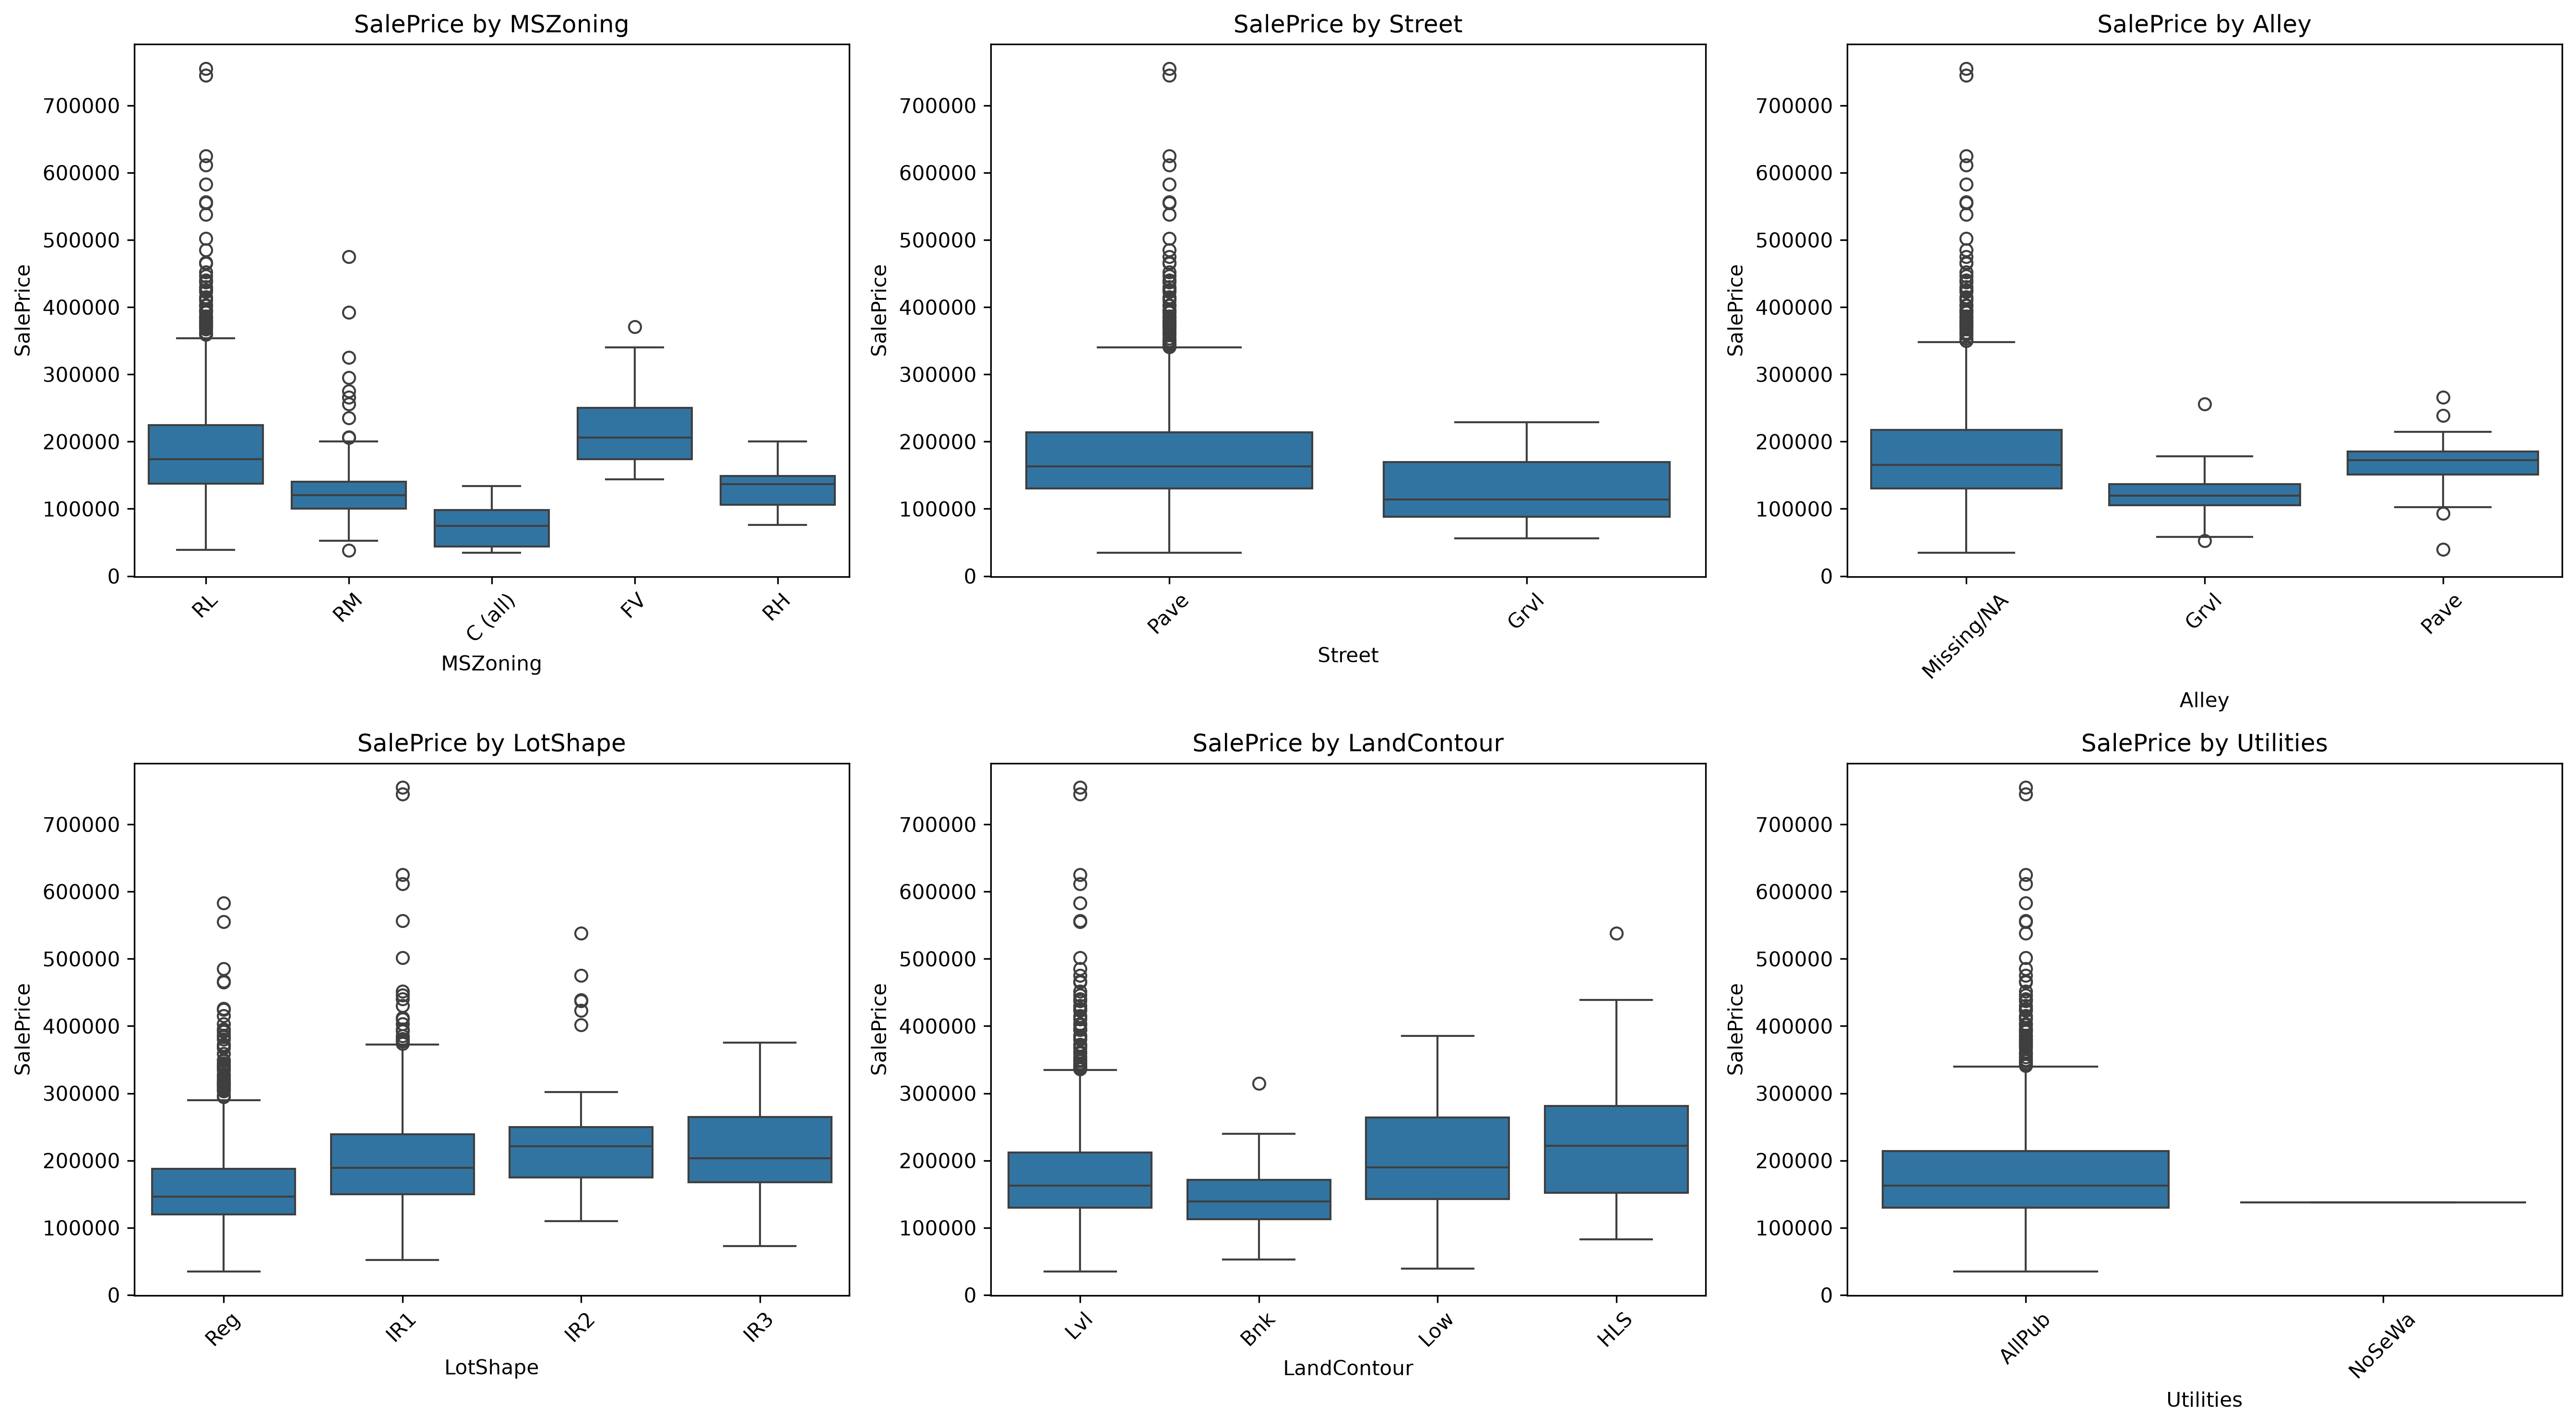 SalePrice by MSZoning
SalePrice
700000
600000
500000
400000
300000
200000
100000
0
RL
RM
C (all)
FV
RH
MSZoning
SalePrice by Street
SalePrice
700000
600000
500000
400000
300000
200000
100000
0
Pave
Grvl
Street
SalePrice by Alley
SalePrice
700000
600000
500000
400000
300000
200000
100000
0
Missing/NA
Grvl
Pave
Alley
SalePrice by LotShape
SalePrice
700000
600000
500000
400000
300000
200000
100000
0
Reg
IR1
IR2
IR3
LotShape
SalePrice by LandContour
SalePrice
700000
600000
500000
400000
300000
200000
100000
0
Lvl
Bnk
Low
HLS
LandContour
SalePrice by Utilities
SalePrice
700000
600000
500000
400000
300000
200000
100000
0
AllPub
NoSeWa
Utilities